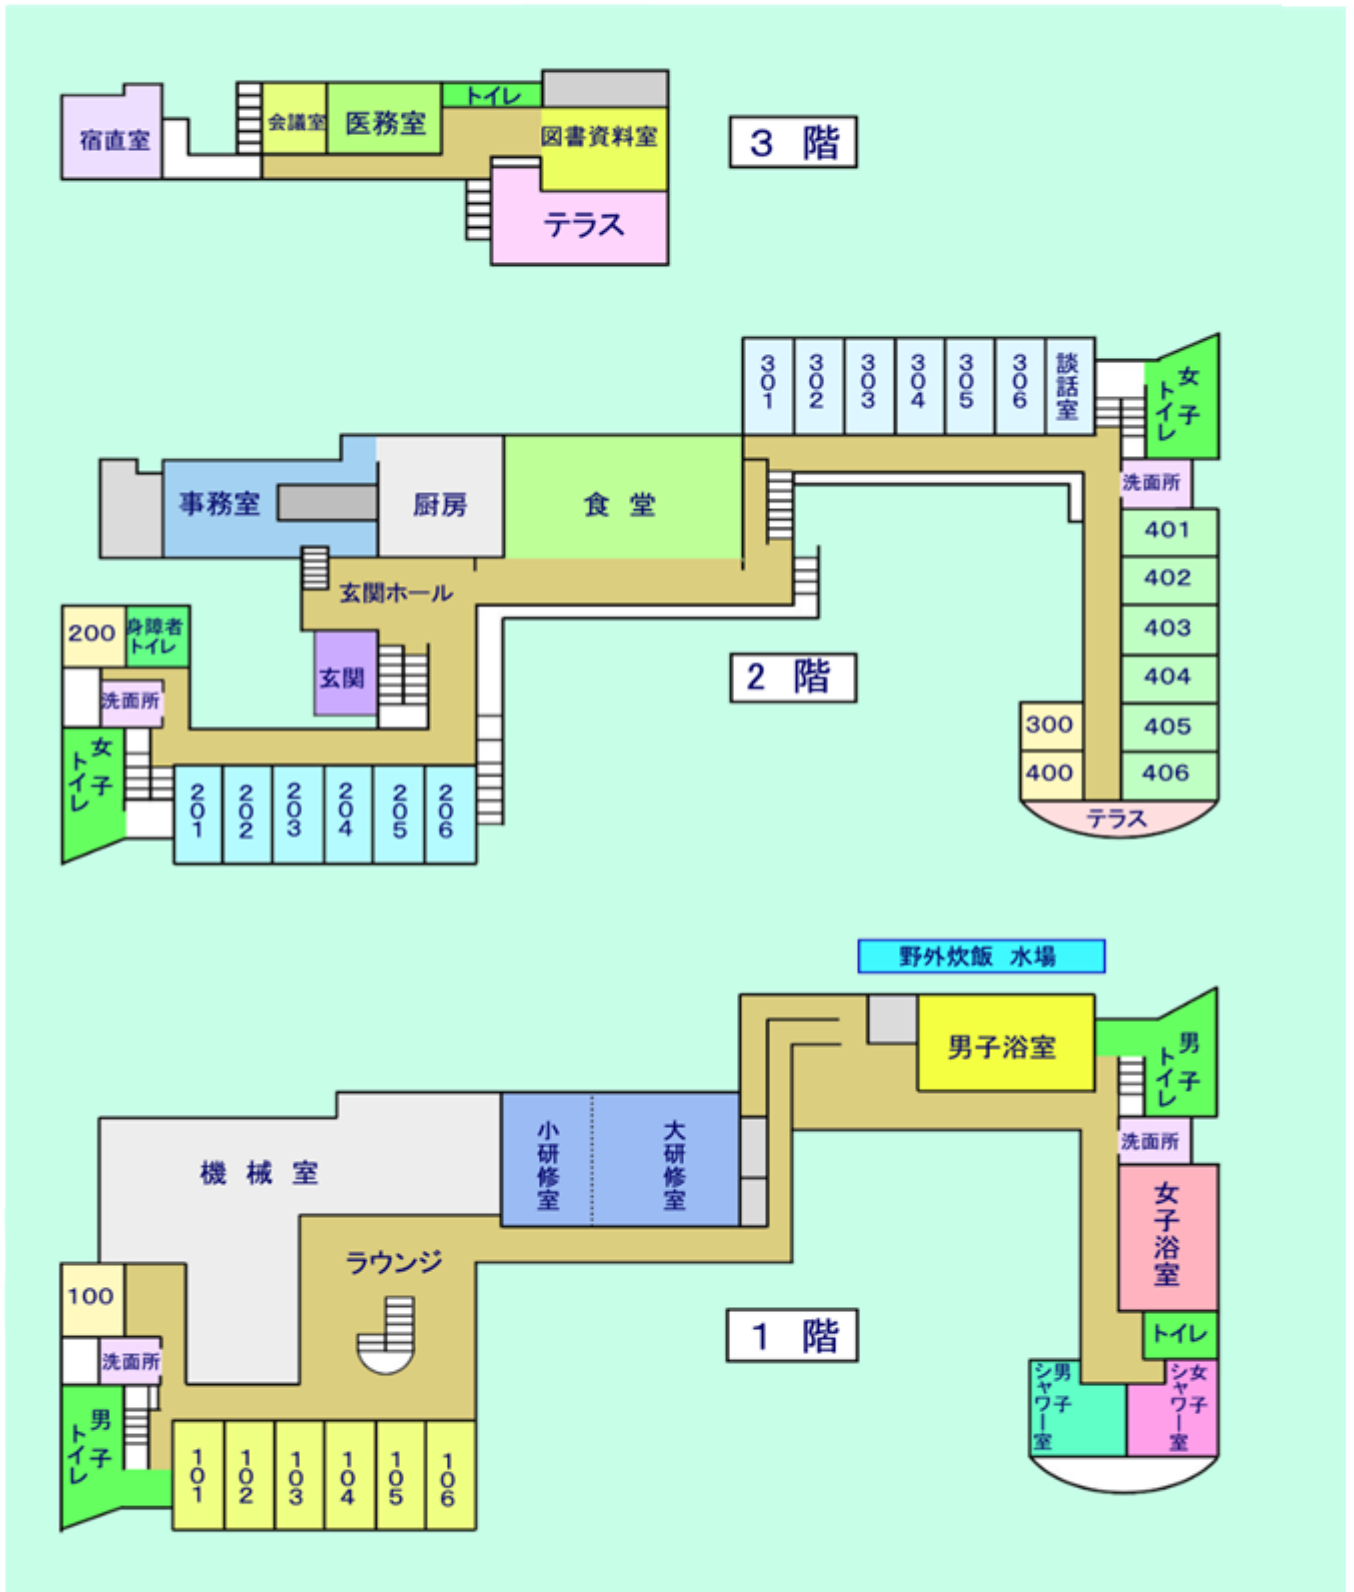 宿直室
会議室
医務室
トイレ
図書資料室
テラス
3 階
301
302
303
304
305
306
談話室
女子
トイレ
洗面所
401
402
403
404
405
406
300
400
テラス
事務室
厨房
食 堂
玄関ホール
玄関
200
身障者
トイレ
洗面所
女子
トイレ
201
202
203
204
205
206
2 階
野外炊飯 水場
男子浴室
男子
トイレ
洗面所
女子浴室
トイレ
男子
シャワー室
女子
シャワー室
小研修室
大研修室
機 械 室
ラウンジ
100
洗面所
男子
トイレ
101
102
103
104
105
106
1 階